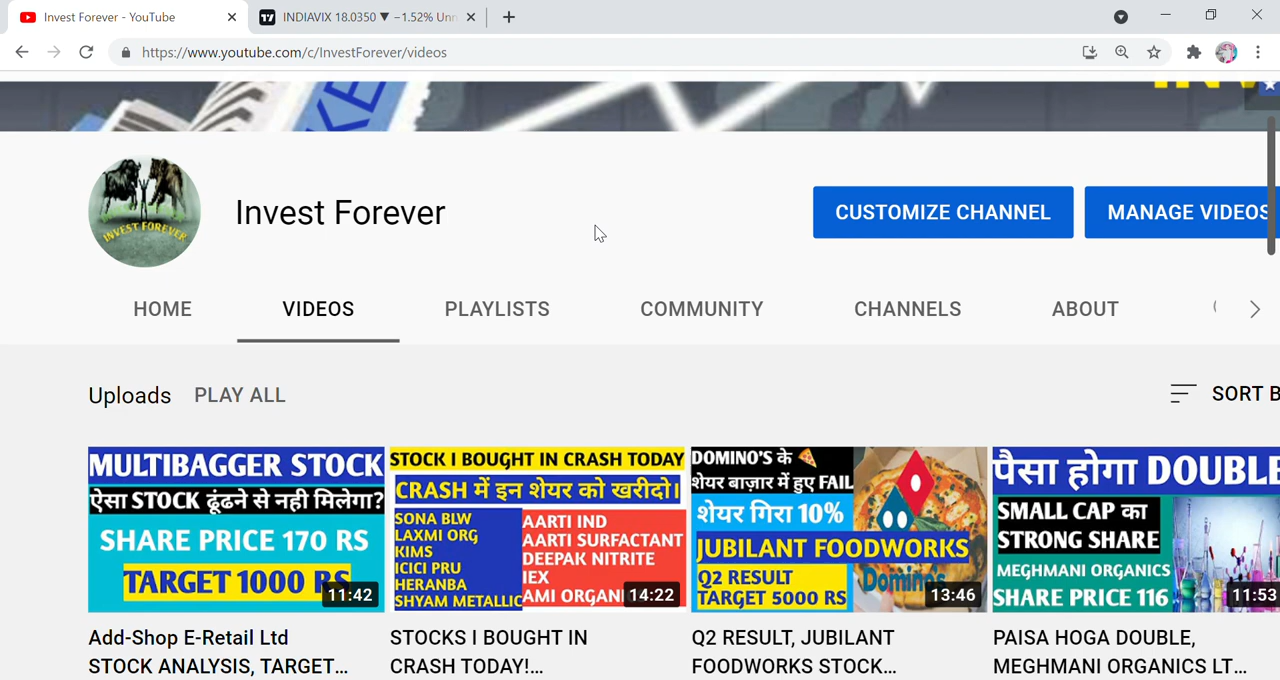 Invest Forever - YouTube
INDIAVIX 18.0350 ▼ −1.52% Unn
https://www.youtube.com/c/InvestForever/videos
INVEST FOREVER
Invest Forever
CUSTOMIZE CHANNEL
MANAGE VIDEOS
HOME
VIDEOS
PLAYLISTS
COMMUNITY
CHANNELS
ABOUT
Uploads
PLAY ALL
SORT B
MULTIBAGGER STOCK
ऐसा STOCK ढूंढने से नही मिलेगा?
SHARE PRICE 170 RS
TARGET 1000 RS
11:42
Add-Shop E-Retail Ltd
STOCK ANALYSIS, TARGET...
STOCK I BOUGHT IN CRASH TODAY
CRASH में इन शेयर को खरीदो।
SONA BLW
LAXMI ORG
KIMS
ICICI PRU
HERANBA
SHYAM METALLIC
AARTI IND
AARTI SURFACTANT
DEEPAK NITRITE
IEX
AMI ORGANI
14:22
STOCKS I BOUGHT IN
CRASH TODAY!...
DOMINO'S के 🍕
शेयर बाज़ार में हुए FAIL
शेयर गिरा 10%
JUBILANT FOODWORKS
Q2 RESULT
TARGET 5000 RS
Domino's
13:46
Q2 RESULT, JUBILANT
FOODWORKS STOCK...
पैसा होगा DOUBLE
SMALL CAP का
STRONG SHARE
MEGHMANI ORGANICS
SHARE PRICE 116
11:53
PAISA HOGA DOUBLE,
MEGHMANI ORGANICS LT...